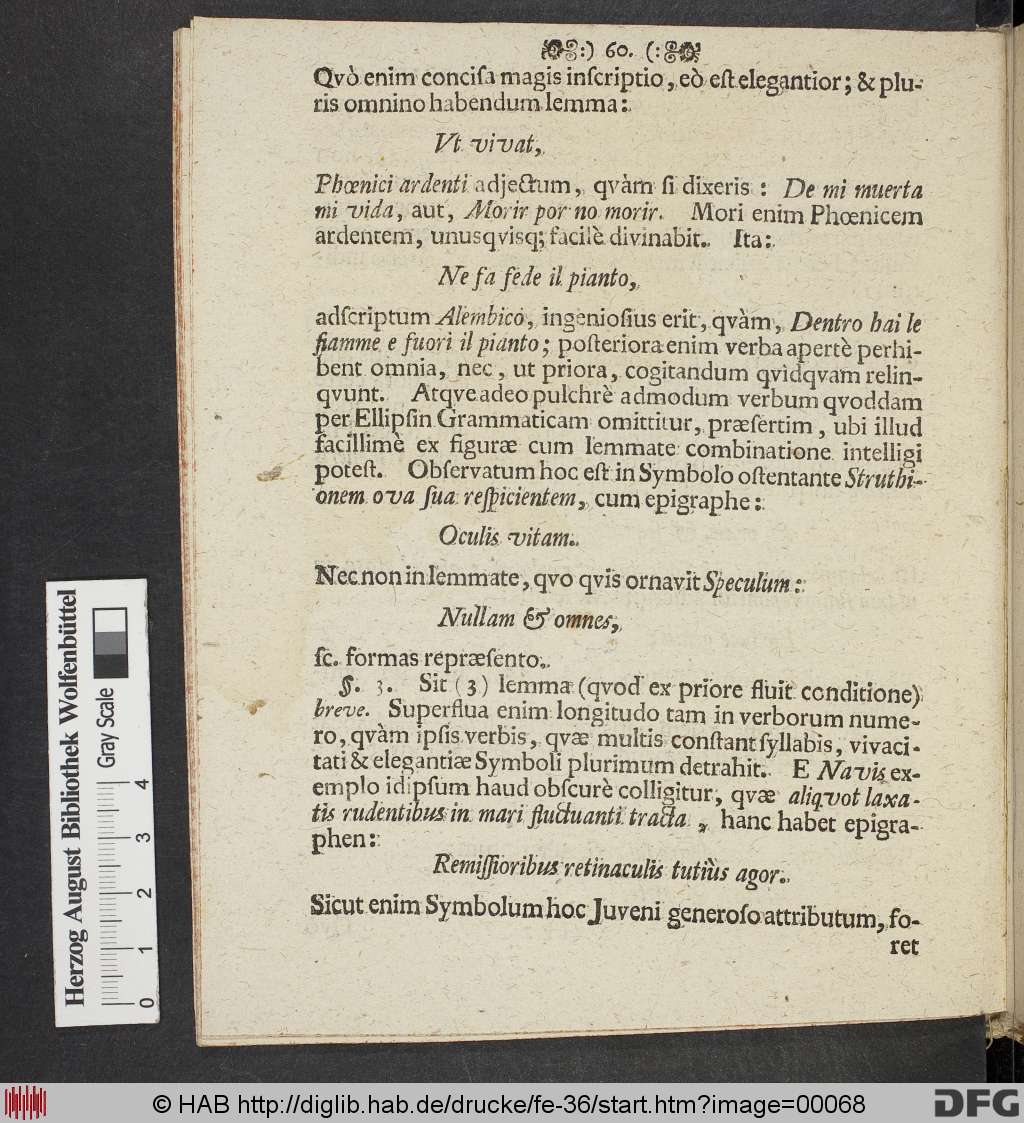 :) 60. (:
Qvò enim conciſa magis inſcriptio, eò eſt elegantior; & plu-
ris omnino habendum lemma:
Vt vivat,
Phœnici ardenti adjectum, qvàm ſi dixeris : De mi muerta
mi vida, aut, Morir por no morir. Mori enim Phœnicem
ardentem, unusqvisq; facilè divinabit. Ita:
Ne fa fede il pianto,
adſcriptum Alembico, ingenioſius erit, qvàm, Dentro hai le
fiamme e fuori il pianto; poſteriora enim verba apertè perhi-
bent omnia, nec, ut priora, cogitandum qvidqvam relin-
qvunt. Atqve adeo pulchrè admodum verbum qvoddam
per Ellipſin Grammaticam omittitur, præſertim, ubi illud
facillimè ex figuræ cum lemmate combinatione intelligi
poteſt. Obſervatum hoc eſt in Symbolo oſtentante Struthi-
onem ova ſua reſpicientem, cum epigraphe:
Oculis vitam.
Nec non in lemmate, qvo qvis ornavit Speculum:
Nullam & omnes,
ſc. formas repræſento.
§. 3. Sit (3) lemma (qvod ex priore fluit conditione)
breve. Superflua enim longitudo tam in verborum nume-
ro, qvàm ipſis verbis, qvæ multis conſtant ſyllabis, vivaci-
tati & elegantiæ Symboli plurimum detrahit. E Navis ex-
emplo idipſum haud obſcurè colligitur, qvæ aliqvot laxa-
tis rudentibus in mari fluctuanti tracta, hanc habet epigra-
phen:
Remiſſioribus retinaculis tutiùs agor.
Sicut enim Symbolum hoc Juveni generoſo attributum, fo-
ret
Herzog August Bibliothek Wolfenbüttel
Gray Scale
0 1 2 3 4
© HAB http://diglib.hab.de/drucke/fe-36/start.htm?image=00068
DFG